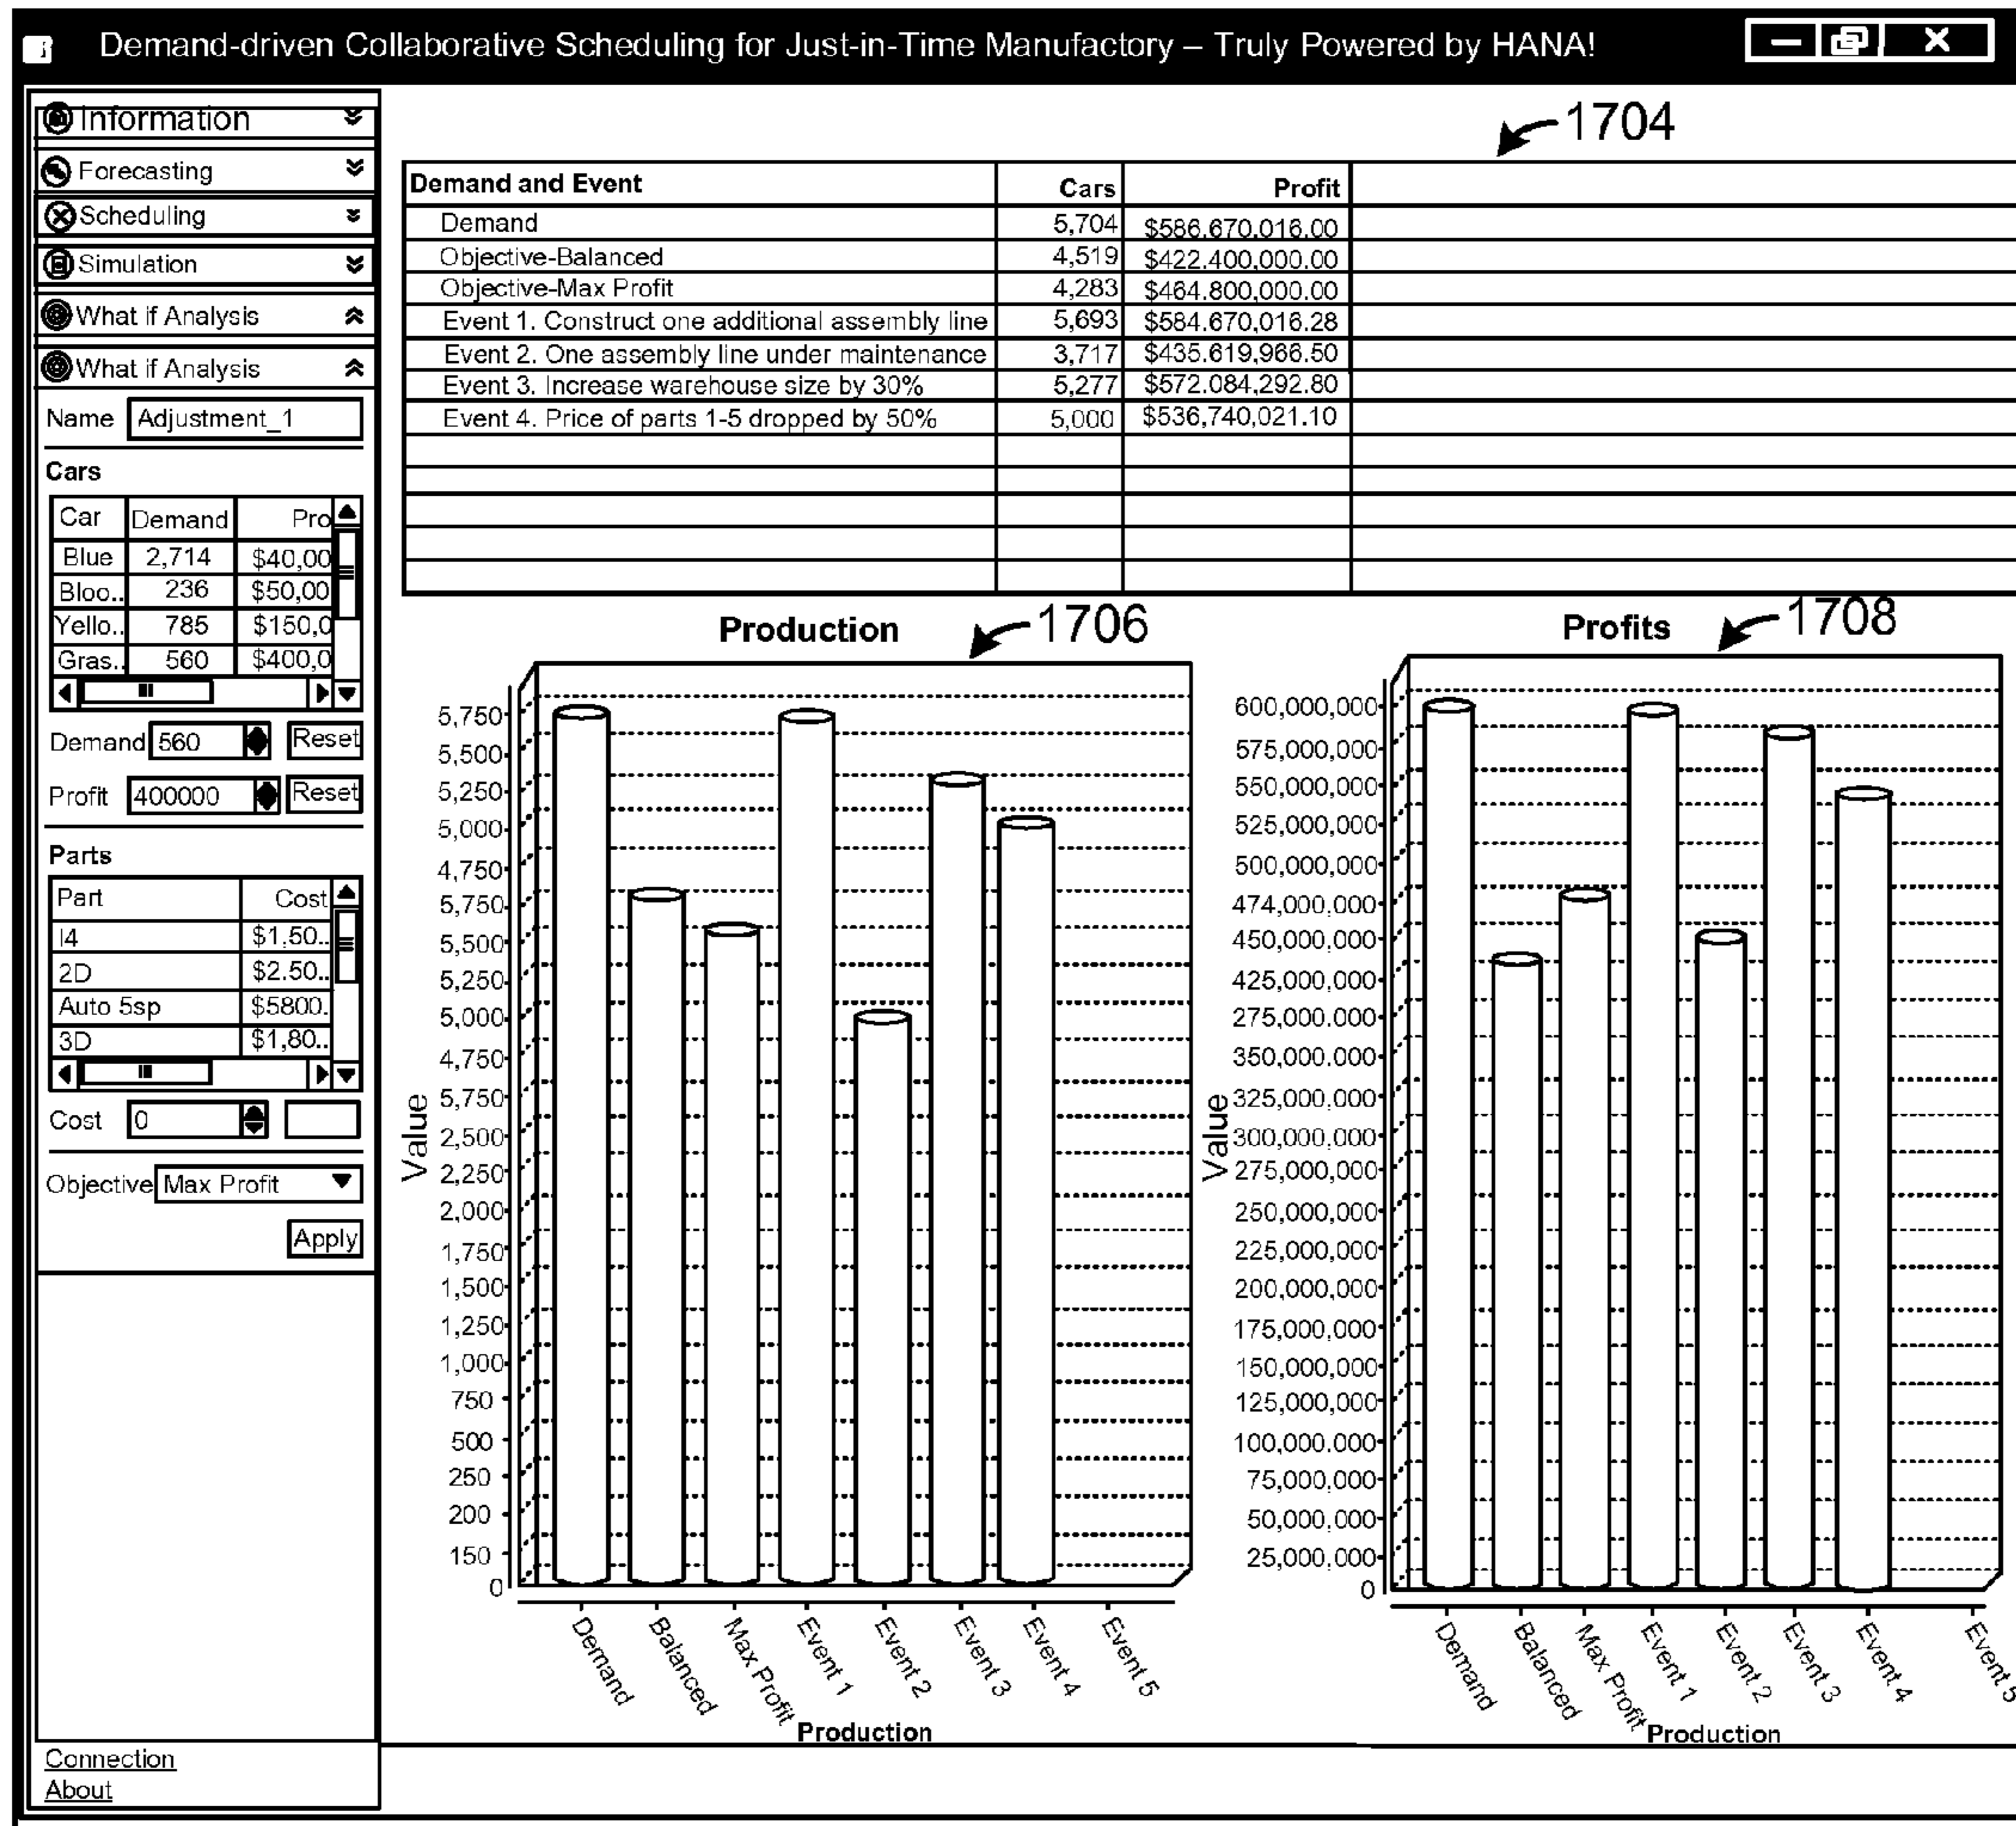 Demand-driven Collaborative Scheduling for Just-in-Time Manufactory – Truly Powered by HANA!
Information
Forecasting
Scheduling
Simulation
What if Analysis
What if Analysis
Name Adjustment_1
Cars
Car Demand Pro
Blue 2,714 $40,00
Bloo.. 236 $50,00
Yello.. 785 $150,0
Gras.. 560 $400,0
Demand 560 Reset
Profit 400000 Reset
Parts
Part Cost
I4 $1,50..
2D $2.50..
Auto 5sp $5800.
3D $1,80..
Cost 0
Objective Max Profit
Apply
Connection
About
1704
Demand and Event Cars Profit
Demand 5,704 $586.670,016.00
Objective-Balanced 4,519 $422.400,000.00
Objective-Max Profit 4,283 $464.800,000.00
Event 1. Construct one additional assembly line 5,693 $584.670,016.28
Event 2. One assembly line under maintenance 3,717 $435.619,966.50
Event 3. Increase warehouse size by 30% 5,277 $572.084,292.80
Event 4. Price of parts 1-5 dropped by 50% 5,000 $536,740,021.10
Production 1706
5,750
5,500
5,250
5,000
4,750
5,750
5,500
5,250
5,000
4,750
5,750
2,500
2,250
2,000
1,750
1,500
1,250
1,000
750
500
250
200
150
0
Value
Demand
Balanced
Max Profit
Event 1
Event 2
Event 3
Event 4
Event 5
Production
Profits 1708
600,000,000
575,000,000
550,000,000
525,000,000
500,000,000
474,000,000
450,000,000
425,000,000
275,000.000
350,000.000
325,000,000
300,000,000
275,000,000
250,000,000
225,000,000
200,000,000
175,000,000
150,000,000
125,000,000
100,000.000
75,000,000
50,000,000
25,000,000
0
Value
Demand
Balanced
Max Profit
Event 1
Event 2
Event 3
Event 4
Event 5
Production